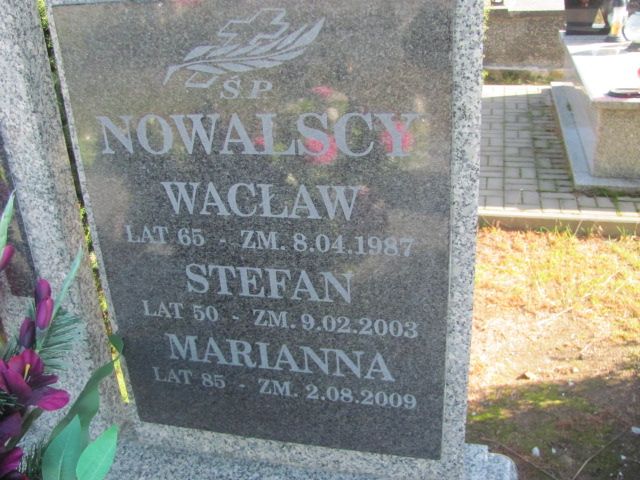 ŚP.
NOWALSCY
WACŁAW
LAT 65 - ZM. 8.04.1987
STEFAN
LAT 50 - ZM. 9.02.2003
MARIANNA
LAT 85 - ZM. 2.08.2009